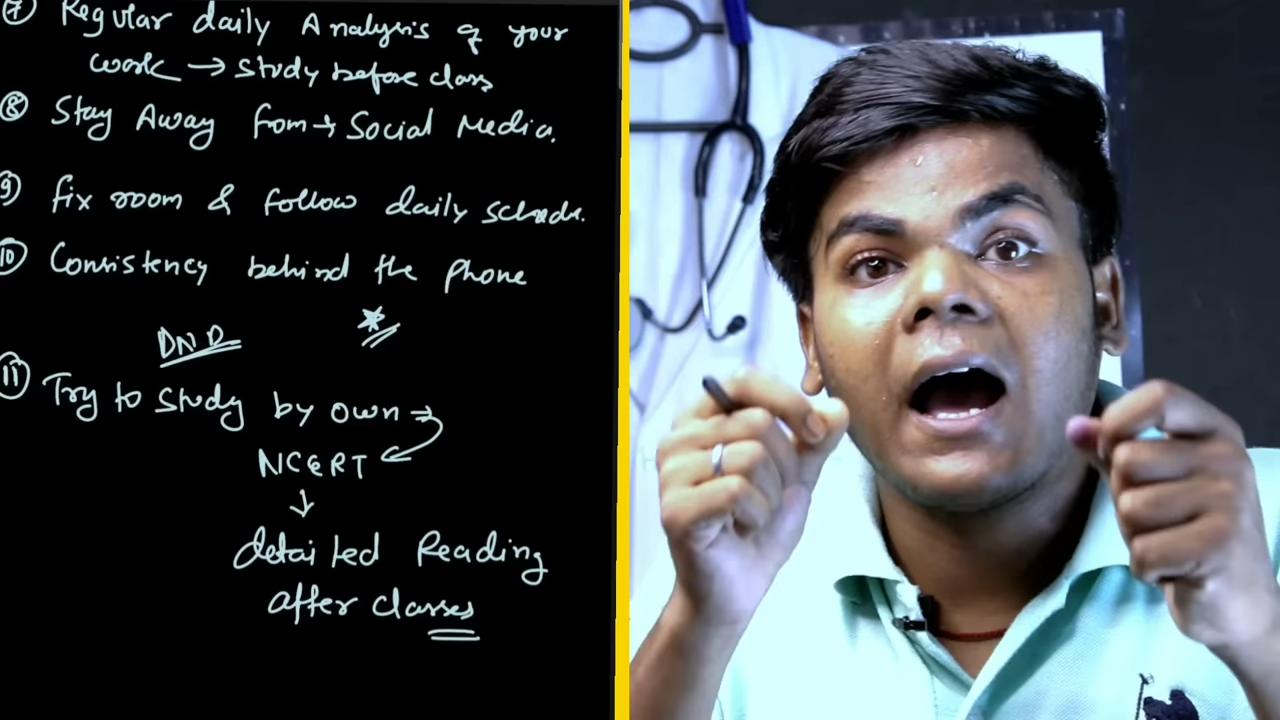 ⑦ Regular daily Analysis of your
work → Study before class
⑧ Stay Away from → Social Media.
⑨ fix room & follow daily
⑩ Consistency behind the Phone
DND
⑪ Try to Study by own →
NCERT
↓
detailed Reading
after classes